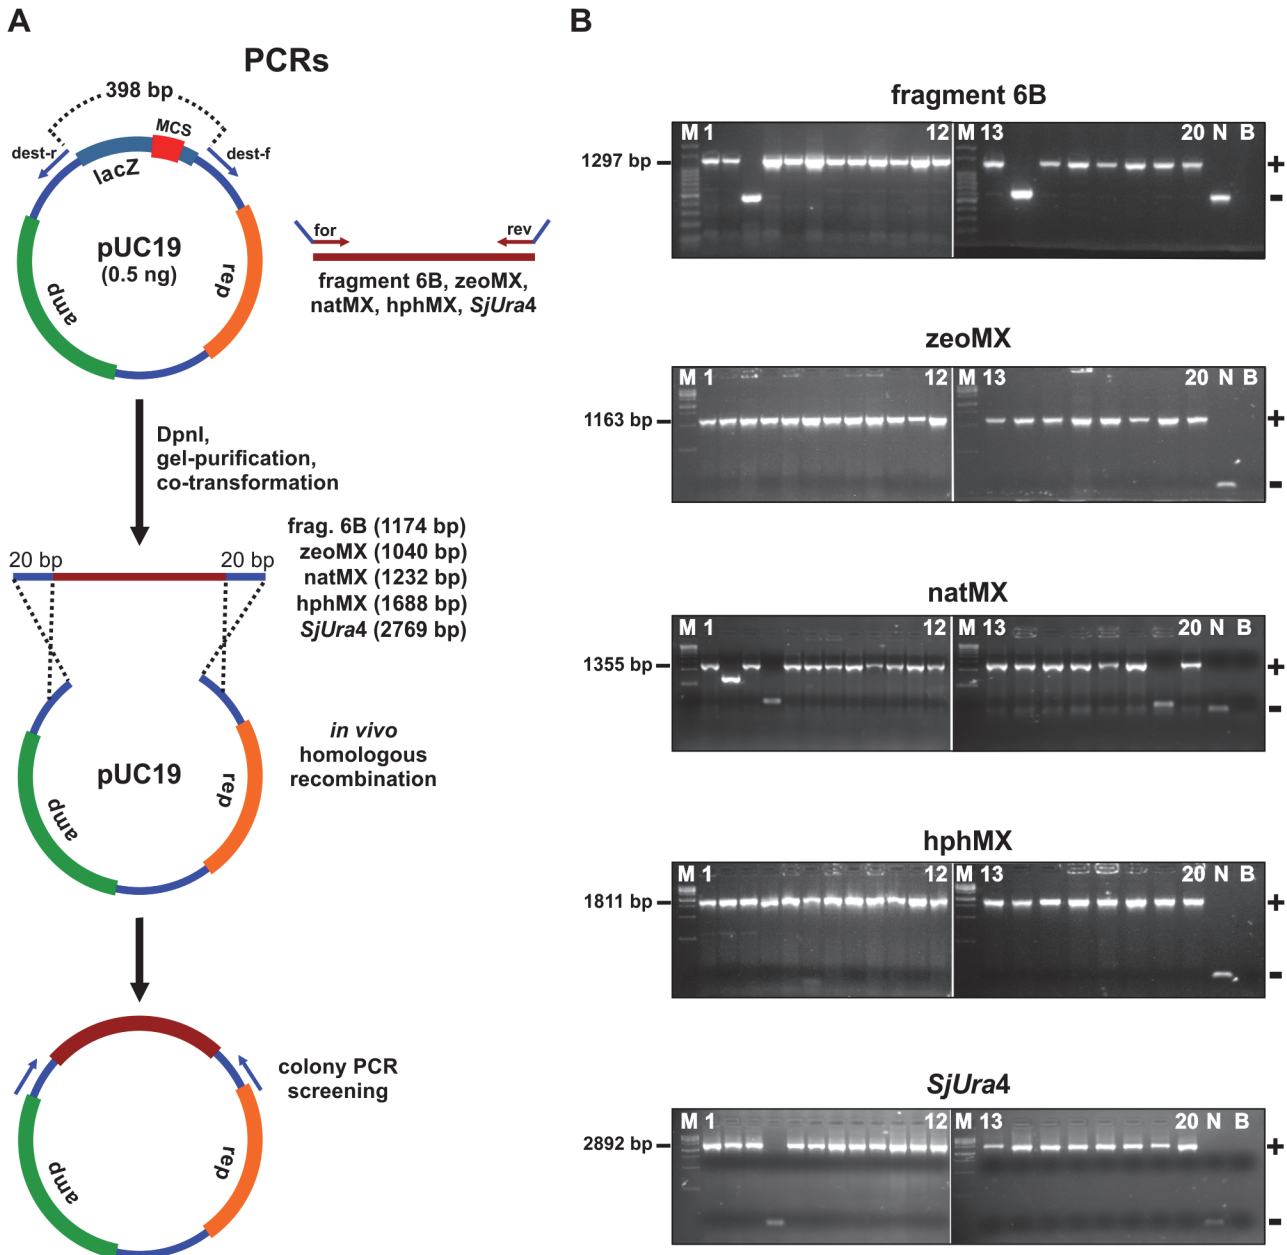 A
PCRs
398 bp
MCS
dest-r
dest-f
lacZ
pUC19
(0.5 ng)
amp
rep
for
rev
fragment 6B, zeoMX,
natMX, hphMX, SjUra4
DpnI,
gel-purification,
co-transformation
frag. 6B (1174 bp)
zeoMX (1040 bp)
natMX (1232 bp)
hphMX (1688 bp)
SjUra4 (2769 bp)
20 bp
20 bp
in vivo
homologous
recombination
pUC19
amp
rep
colony PCR
screening
amp
rep
B
fragment 6B
M 1 12 M 13 20 N B
1297 bp
+
-
zeoMX
M 1 12 M 13 20 N B
1163 bp
+
-
natMX
M 1 12 M 13 20 N B
1355 bp
+
-
hphMX
M 1 12 M 13 20 N B
1811 bp
+
-
SjUra4
M 1 12 M 13 20 N B
2892 bp
+
-